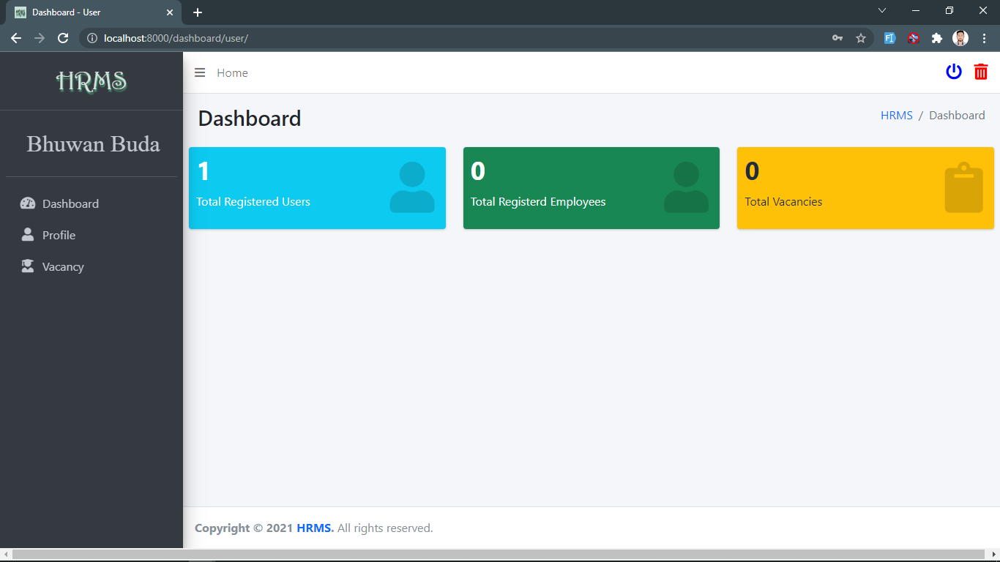 Dashboard - User
localhost:8000/dashboard/user/
HRMS
Home
Bhuwan Buda
Dashboard
Profile
Vacancy
Dashboard
HRMS / Dashboard
1
Total Registered Users
0
Total Registerd Employees
0
Total Vacancies
Copyright © 2021 HRMS. All rights reserved.